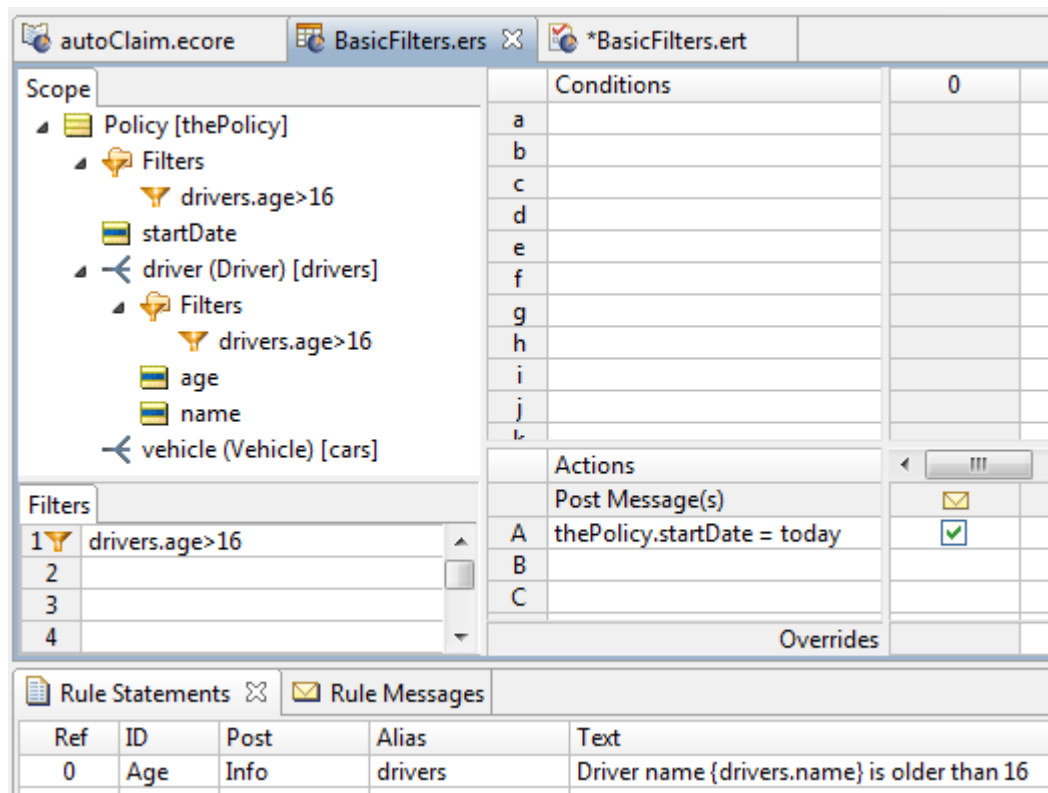 autoClaim.ecore BasicFilters.ers *BasicFilters.ert
Scope
Policy [thePolicy]
Filters
drivers.age>16
startDate
driver (Driver) [drivers]
Filters
drivers.age>16
age
name
vehicle (Vehicle) [cars]
Filters
1 drivers.age>16
2
3
4
Conditions 0
a
b
c
d
e
f
g
h
i
j
k
Actions
Post Message(s)
A thePolicy.startDate = today
B
C
Overrides
Rule Statements Rule Messages
Ref ID Post Alias Text
0 Age Info drivers Driver name {drivers.name} is older than 16